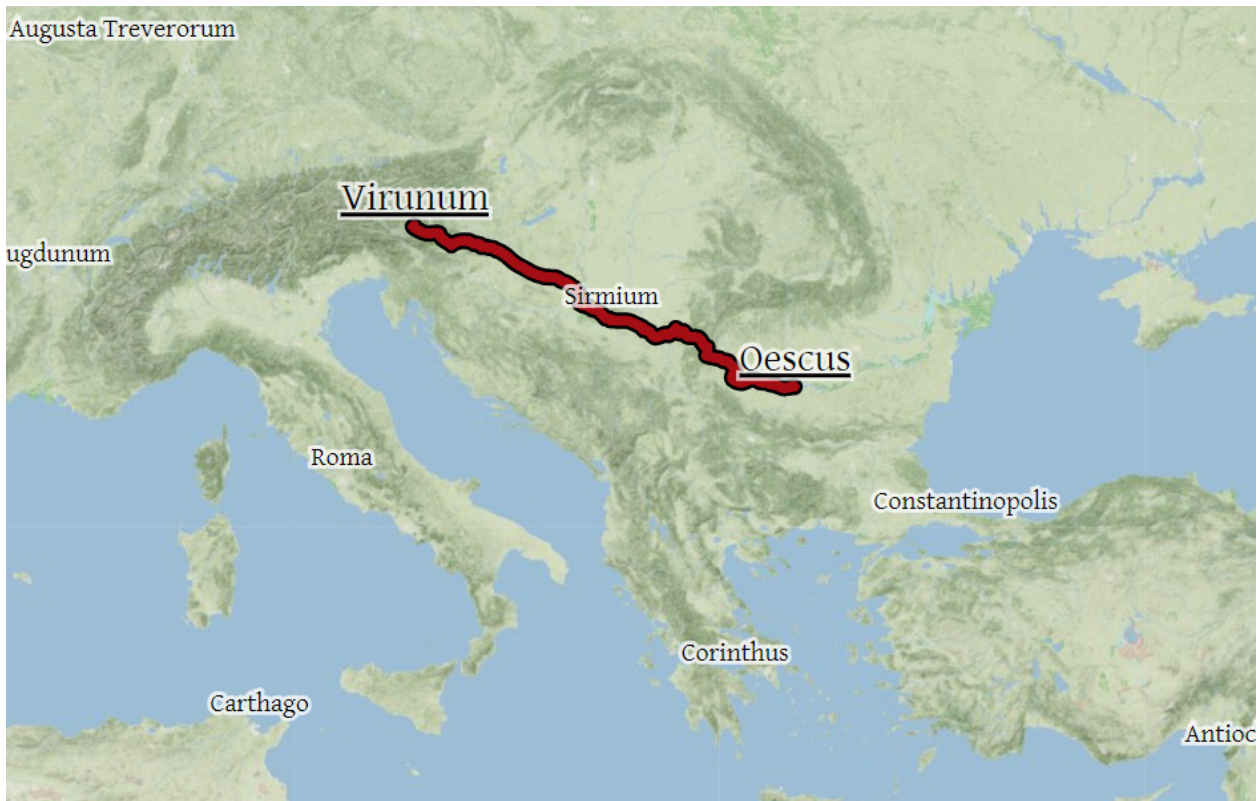 Augusta Treverorum
Virunum
ugdunum
Sirmium
Oescus
Roma
Constantinopolis
Corinthus
Carthago
Antioc